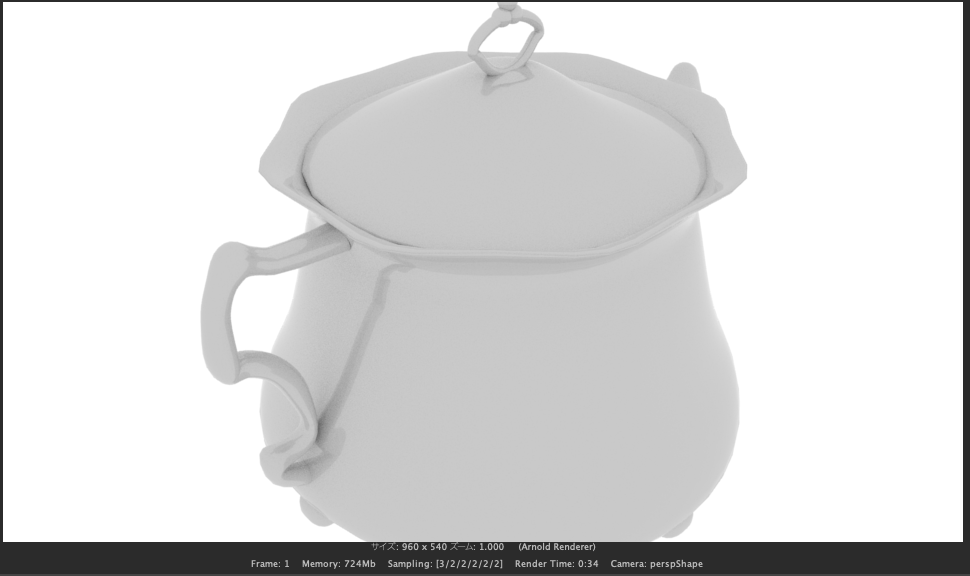 サイズ: 960 x 540 ズーム: 1.000 (Arnold Renderer)
Frame: 1 Memory: 724Mb Sampling: [3/2/2/2/2/2] Render Time: 0:34 Camera: perspShape